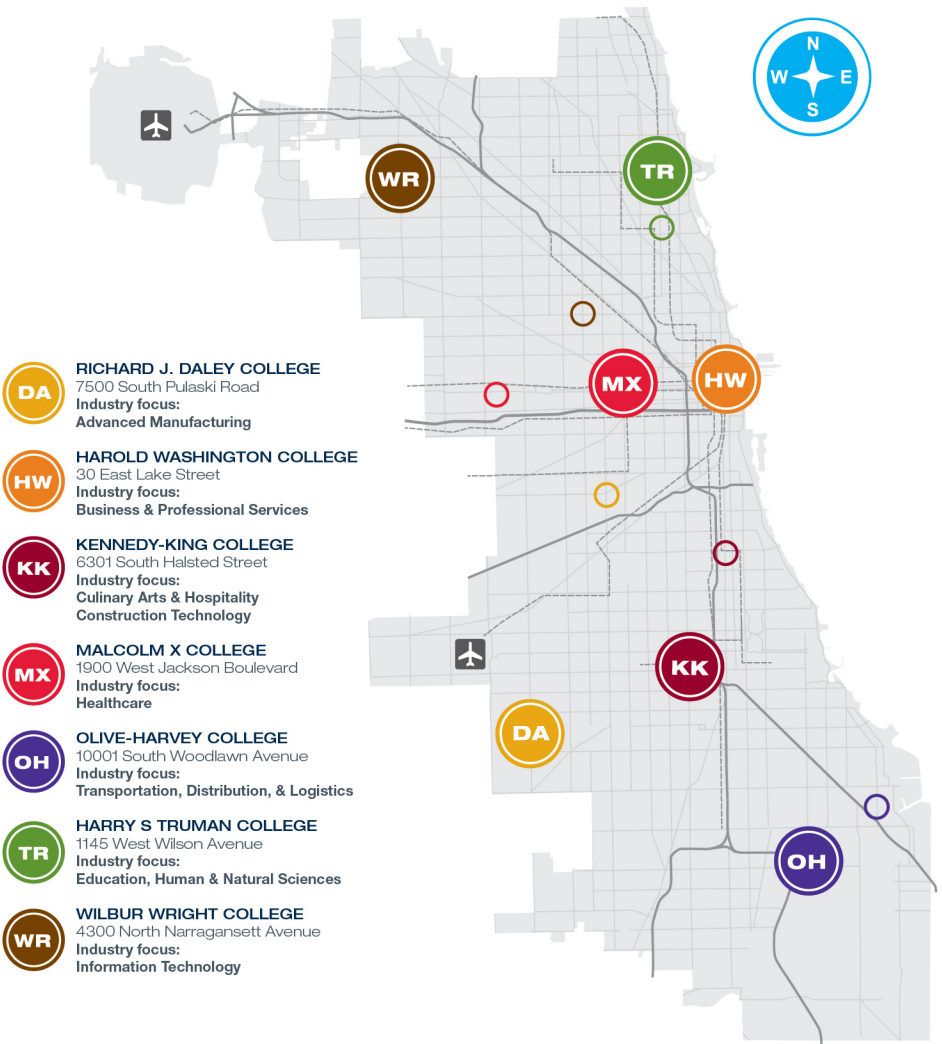 N
W E
S
WR
TR
MX
HW
KK
DA
OH
DA
RICHARD J. DALEY COLLEGE
7500 South Pulaski Road
Industry focus:
Advanced Manufacturing
HW
HAROLD WASHINGTON COLLEGE
30 East Lake Street
Industry focus:
Business & Professional Services
KK
KENNEDY-KING COLLEGE
6301 South Halsted Street
Industry focus:
Culinary Arts & Hospitality
Construction Technology
MX
MALCOLM X COLLEGE
1900 West Jackson Boulevard
Industry focus:
Healthcare
OH
OLIVE-HARVEY COLLEGE
10001 South Woodlawn Avenue
Industry focus:
Transportation, Distribution, & Logistics
TR
HARRY S TRUMAN COLLEGE
1145 West Wilson Avenue
Industry focus:
Education, Human & Natural Sciences
WR
WILBUR WRIGHT COLLEGE
4300 North Narragansett Avenue
Industry focus:
Information Technology